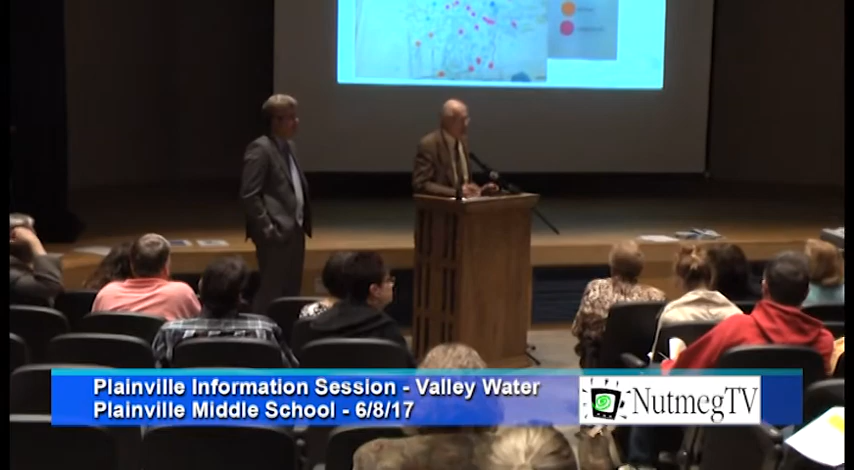 Plainville Information Session - Valley Water
Plainville Middle School - 6/8/17
NutmegTV